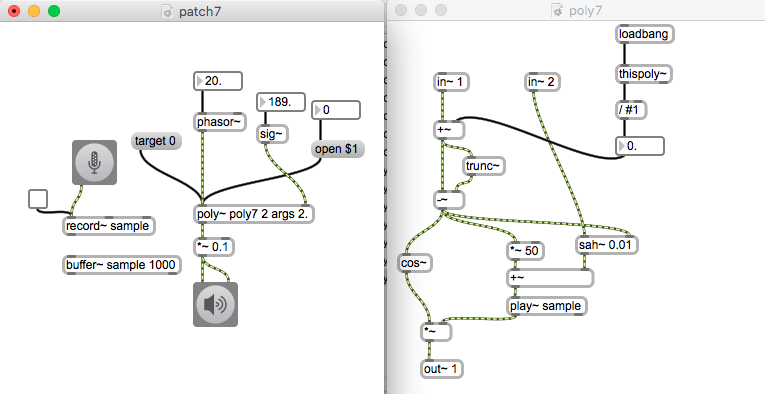 patch7
20.
189.
0
phasor~
sig~
target 0
open $1
record~ sample
poly~ poly7 2 args 2.
*~ 0.1
buffer~ sample 1000
poly7
loadbang
in~ 1
in~ 2
thispoly~
/ #1
+~
0.
trunc~
-~
sah~ 0.01
*~ 50
cos~
+~
play~ sample
*~
out~ 1